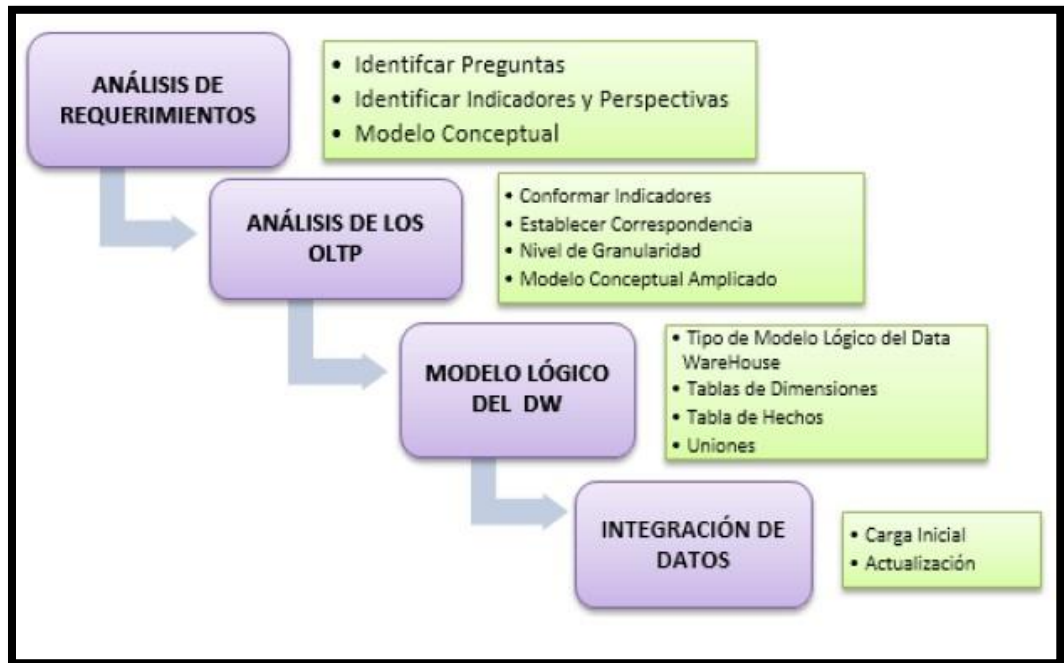 ANÁLISIS DE
REQUERIMIENTOS
• Identifcar Preguntas
• Identificar Indicadores y Perspectivas
• Modelo Conceptual
ANÁLISIS DE LOS
OLTP
• Conformar Indicadores
• Establecer Correspondencia
• Nivel de Granularidad
• Modelo Conceptual Amplicado
MODELO LÓGICO
DEL DW
• Tipo de Modelo Lógico del Data
WareHouse
• Tablas de Dimensiones
• Tabla de Hechos
• Uniones
INTEGRACIÓN DE
DATOS
• Carga Inicial
• Actualización